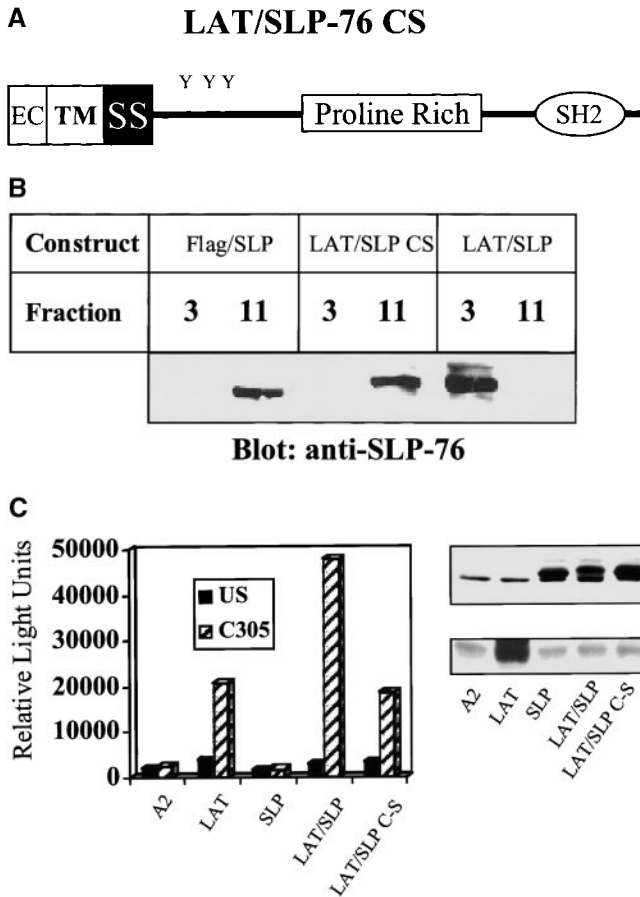 A
LAT/SLP-76 CS
Y Y Y
EC TM SS Proline Rich SH2
B
Construct Flag/SLP LAT/SLP CS LAT/SLP
Fraction 3 11 3 11 3 11
Blot: anti-SLP-76
C
Relative Light Units
50000
40000
30000
20000
10000
0
US
C305
A2 LAT SLP LAT/SLP LAT/SLP C-S
A2 LAT SLP LAT/SLP LAT/SLP C-S